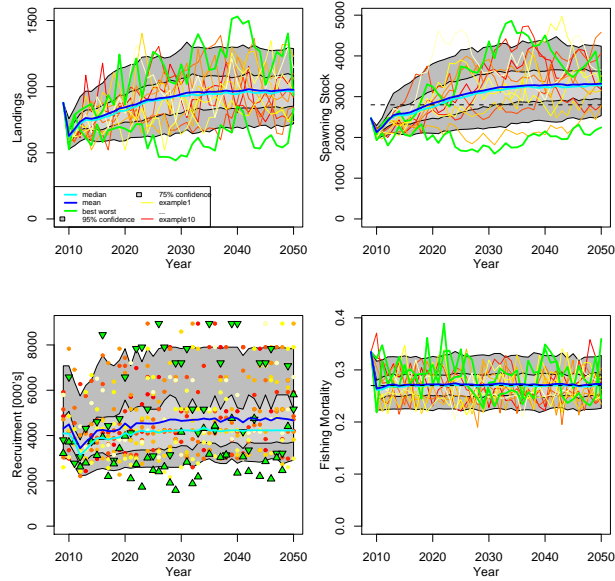 Landings
1500
1000
500
0
median
mean
best worst
95% confidence
75% confidence
example1
...
example10
2010 2020 2030 2040 2050
Year
Spawning Stock
5000
4000
3000
2000
1000
0
2010 2020 2030 2040 2050
Year
Recruitment [000's]
8000
6000
4000
2000
0
2010 2020 2030 2040 2050
Year
Fishing Mortality
0.4
0.3
0.2
0.1
0.0
2010 2020 2030 2040 2050
Year